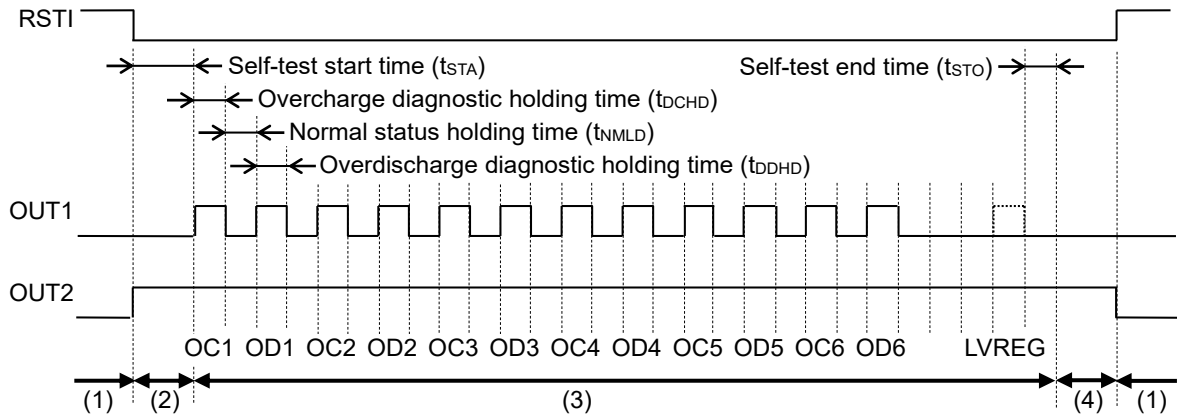 RSTI
Self-test start time (tSTA)
Self-test end time (tSTO)
Overcharge diagnostic holding time (tDCHD)
Normal status holding time (tNMLD)
Overdischarge diagnostic holding time (tDDHD)
OUT1
OUT2
OC1 OD1 OC2 OD2 OC3 OD3 OC4 OD4 OC5 OD5 OC6 OD6 LVREG
(1) (2) (3) (4) (1)